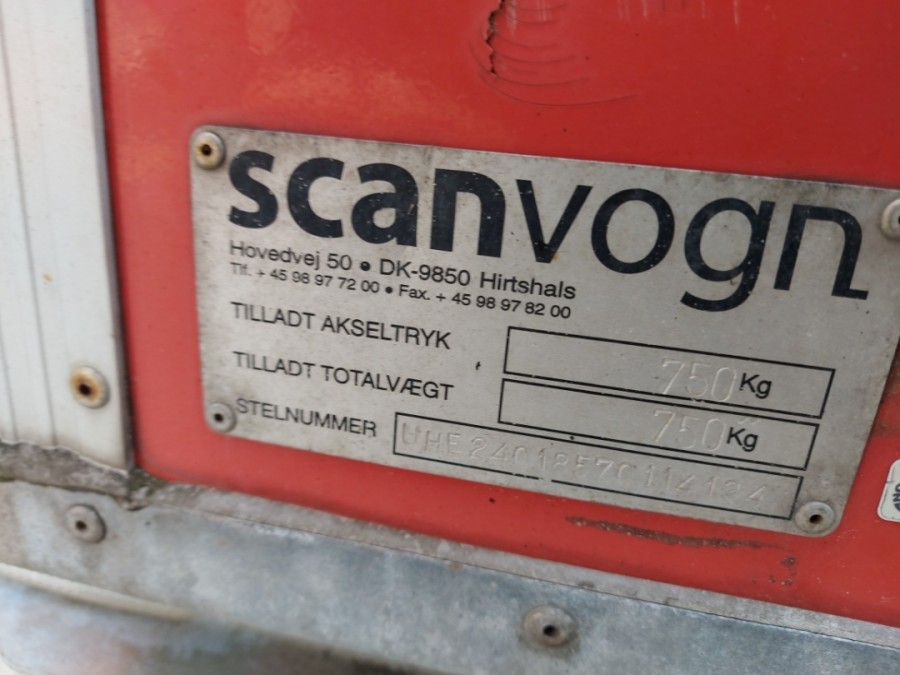 scanvogn
Hovedvej 50 • DK-9850 Hirtshals
Tlf. + 45 98 97 72 00 • Fax. + 45 98 97 82 00
TILLADT AKSELTRYK 750 Kg
TILLADT TOTALVÆGT 750 Kg
STELNUMMER